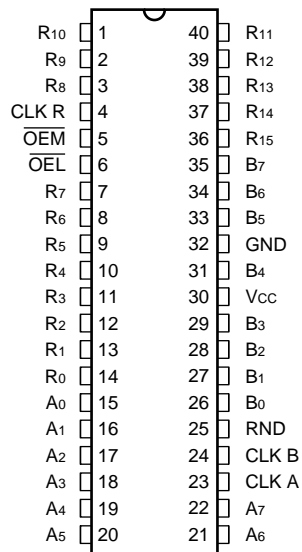 R10 1 40 R11
R9 2 39 R12
R8 3 38 R13
CLK R 4 37 R14
OEM 5 36 R15
OEL 6 35 B7
R7 7 34 B6
R6 8 33 B5
R5 9 32 GND
R4 10 31 B4
R3 11 30 VCC
R2 12 29 B3
R1 13 28 B2
R0 14 27 B1
A0 15 26 B0
A1 16 25 RND
A2 17 24 CLK B
A3 18 23 CLK A
A4 19 22 A7
A5 20 21 A6